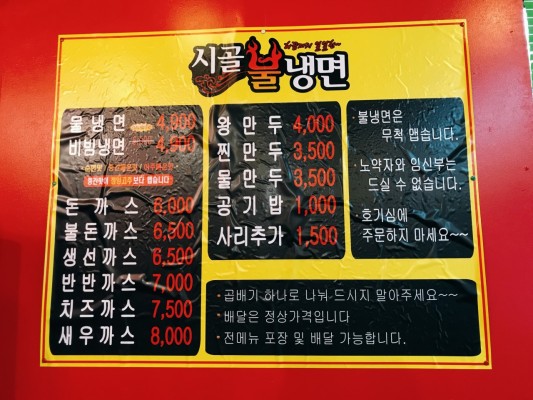 시골불냉면
물냉면 4,900
비빔냉면 4,900
돈까스 6,000
불돈까스 6,500
생선까스 6,500
반반까스 7,000
치즈까스 7,500
새우까스 8,000
왕만두 4,000
찐만두 3,500
물만두 3,500
공기밥 1,000
사리추가 1,500
· 불냉면은
무척 맵습니다.
· 노약자와 임신부는
드실 수 없습니다.
· 호기심에
주문하지 마세요~~
· 곱배기 하나로 나눠 드시지 말아주세요~~
· 배달은 정상가격입니다
· 전메뉴 포장 및 배달 가능합니다.